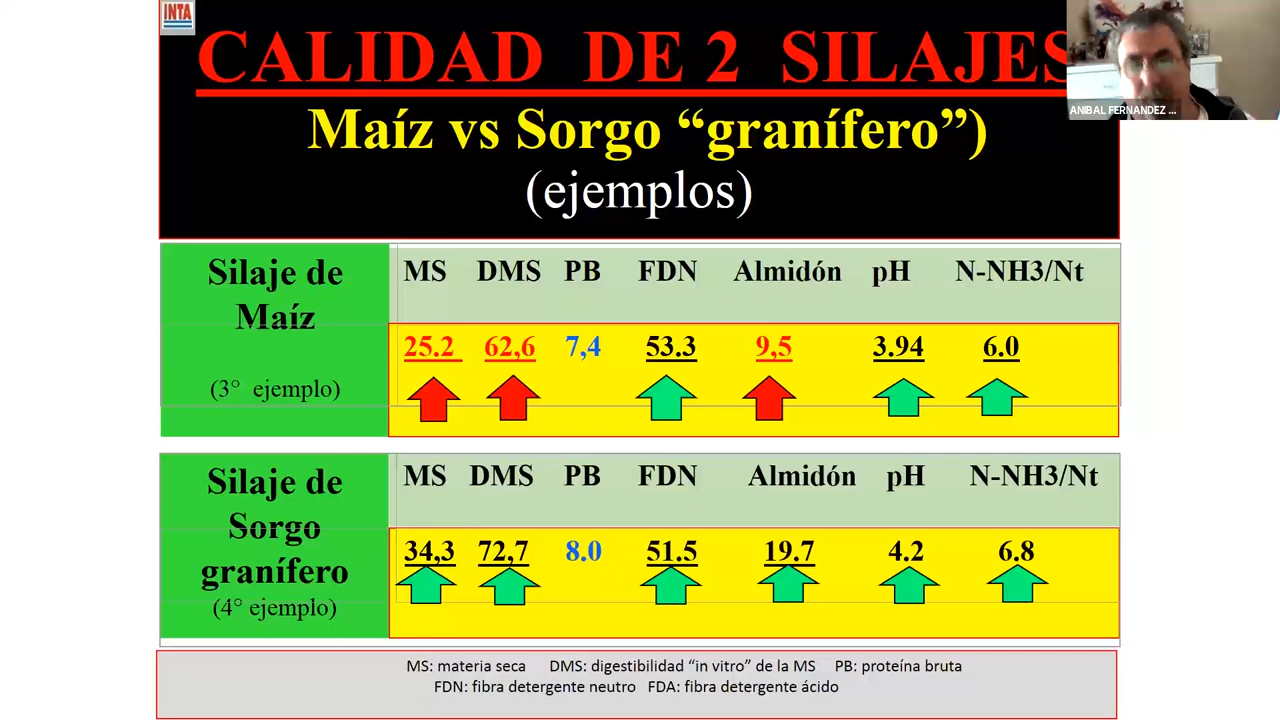 INTA
CALIDAD DE 2 SILAJES
ANIBAL FERNANDEZ ...
Maíz vs Sorgo “granífero”)
(ejemplos)
Silaje de Maíz
(3° ejemplo)
MS DMS PB FDN Almidón pH N-NH3/Nt
25.2 62,6 7,4 53.3 9,5 3.94 6.0
Silaje de Sorgo granífero
(4° ejemplo)
MS DMS PB FDN Almidón pH N-NH3/Nt
34,3 72,7 8.0 51.5 19.7 4.2 6.8
MS: materia seca DMS: digestibilidad “in vitro” de la MS PB: proteína bruta
FDN: fibra detergente neutro FDA: fibra detergente ácido